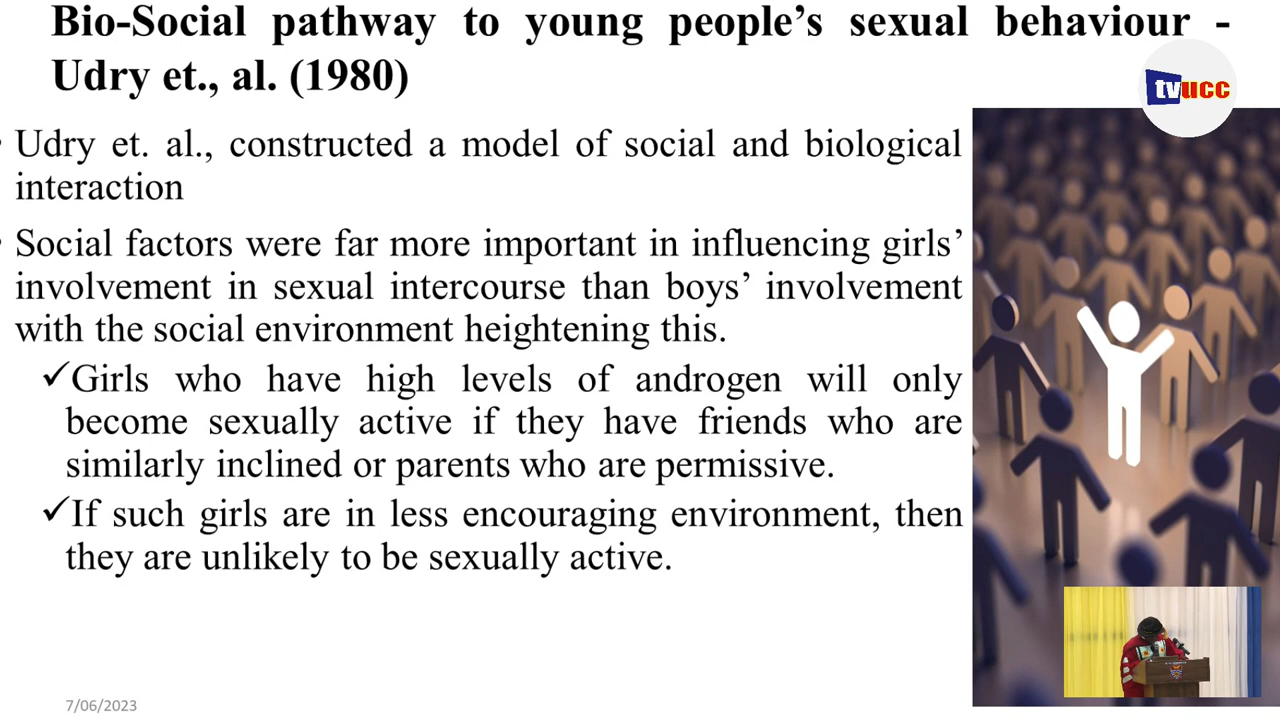 Bio-Social pathway to young people's sexual behaviour -
Udry et., al. (1980)
tvucc
• Udry et. al., constructed a model of social and biological
interaction
• Social factors were far more important in influencing girls'
involvement in sexual intercourse than boys' involvement
with the social environment heightening this.
✓Girls who have high levels of androgen will only
become sexually active if they have friends who are
similarly inclined or parents who are permissive.
✓If such girls are in less encouraging environment, then
they are unlikely to be sexually active.
7/06/2023